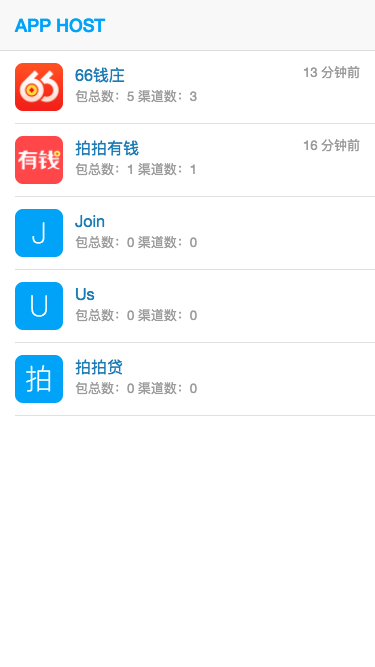 APP HOST
66钱庄
13 分钟前
包总数：5 渠道数：3
有钱
拍拍有钱
16 分钟前
包总数：1 渠道数：1
J
Join
包总数：0 渠道数：0
U
Us
包总数：0 渠道数：0
拍
拍拍贷
包总数：0 渠道数：0